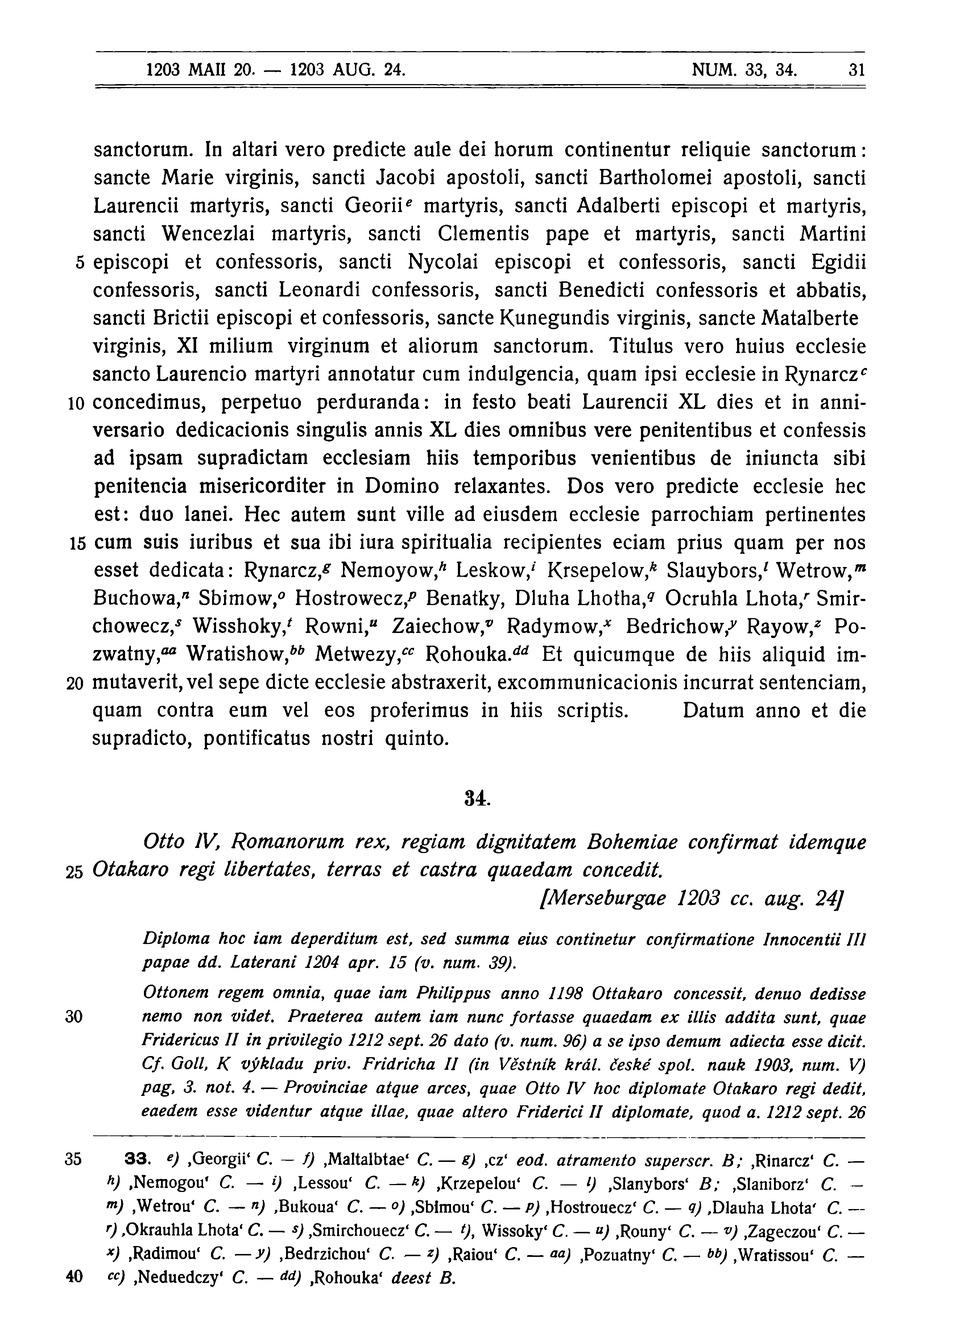 1203 MAII 20. — 1203 AUG. 24. NUM. 33, 34. 31
sanctorum. In altari vero predicte aule dei horum continentur reliquie sanctorum:
sancte Marie virginis, sancti Jacobi apostoli, sancti Bartholomei apostoli, sancti
Laurencii martyris, sancti Georii e martyris, sancti Adalberti episcopi et martyris,
sancti Wencezlai martyris, sancti Clementis pape et martyris, sancti Martini
5 episcopi et confessoris, sancti Nycolai episcopi et confessoris, sancti Egidii
confessoris, sancti Leonardi confessoris, sancti Benedicti confessoris et abbatis,
sancti Brictii episcopi et confessoris, sancte Kunegundis virginis, sancte Matalberte
virginis, XI milium virginum et aliorum sanctorum. Titulus vero huius ecclesie
sancto Laurencio martyri annotatur cum indulgencia, quam ipsi ecclesie in Rynarcz c
10 concedimus, perpetuo perduranda: in festo beati Laurencii XL dies et in anni-
versario dedicacionis singulis annis XL dies omnibus vere penitentibus et confessis
ad ipsam supradictam ecclesiam hiis temporibus venientibus de iniuncta sibi
penitencia misericorditer in Domino relaxantes. Dos vero predicte ecclesie hec
est: duo lanei. Hec autem sunt ville ad eiusdem ecclesie parrochiam pertinentes
15 cum suis iuribus et sua ibi iura spiritualia recipientes eciam prius quam per nos
esset dedicata: Rynarcz, g Nemoyow, h Leskow, i Krsepelow, k Slauybors, l Wetrow, m
Buchowa, n Sbimow, o Hostrowecz, p Benatky, Dluha Lhotha, q Ocruhla Lhota, r Smir-
chowecz, s Wisshoky, t Rowni, u Zaiechow, v Radymow, x Bedrichow, y Rayow, z Po-
zwatny, aa Wratishow, bb Metwezy, cc Rohouka. dd Et quicumque de hiis aliquid im-
20 mutaverit, vel sepe dicte ecclesie abstraxerit, excommunicacionis incurrat sentenciam,
quam contra eum vel eos proferimus in hiis scriptis. Datum anno et die
supradicto, pontificatus nostri quinto.
34.
Otto IV, Romanorum rex, regiam dignitatem Bohemiae confirmat idemque
25 Otakaro regi libertates, terras et castra quaedam concedit.
[Merseburgae 1203 cc. aug. 24]
Diploma hoc iam deperditum est, sed summa eius continetur confirmatione Innocentii III
papae dd. Laterani 1204 apr. 15 (v. num. 39).
Ottonem regem omnia, quae iam Philippus anno 1198 Ottakaro concessit, denuo dedisse
30 nemo non videt. Praeterea autem iam nunc fortasse quaedam ex illis addita sunt, quae
Fridericus II in privilegio 1212 sept. 26 dato (v. num. 96) a se ipso demum adiecta esse dicit.
Cf. Goll, K výkladu priv. Fridricha II (in Věstník král. české spol. nauk 1903, num. V)
pag, 3. not. 4. — Provinciae atque arces, quae Otto IV hoc diplomate Otakaro regi dedit,
eaedem esse videntur atque illae, quae altero Friderici II diplomate, quod a. 1212 sept. 26
35 33. e) ‚Georgii‘ C. — f) ‚Maltalbtae‘ C. — g) ‚cz‘ eod. atramento superscr. B; ‚Rinarcz‘ C. —
h) ‚Nemogou‘ C. — i) ‚Lessou‘ C. — k) ‚Krzepelou‘ C. — l) ‚Slanybors‘ B; ‚Slaniborz‘ C. —
m) ‚Wetrou‘ C. — n) ‚Bukoua‘ C. — o) ‚Sbimou‘ C. — p) ‚Hostrouecz‘ C. — q) ‚Dlauha Lhota‘ C. —
r) ‚Okrauhla Lhota‘ C. — s) ‚Smirchouecz‘ C. — t), Wissoky‘ C. — u) ‚Rouny‘ C. — v) ‚Zageczou‘ C. —
x) ‚Radimou‘ C. — y) ‚Bedrzichou‘ C. — z) ‚Raiou‘ C. — aa) ‚Pozuatny‘ C. — bb) ‚Wratissou‘ C. —
40 cc) ‚Neduedczy‘ C. — dd) ‚Rohouka‘ deest B.